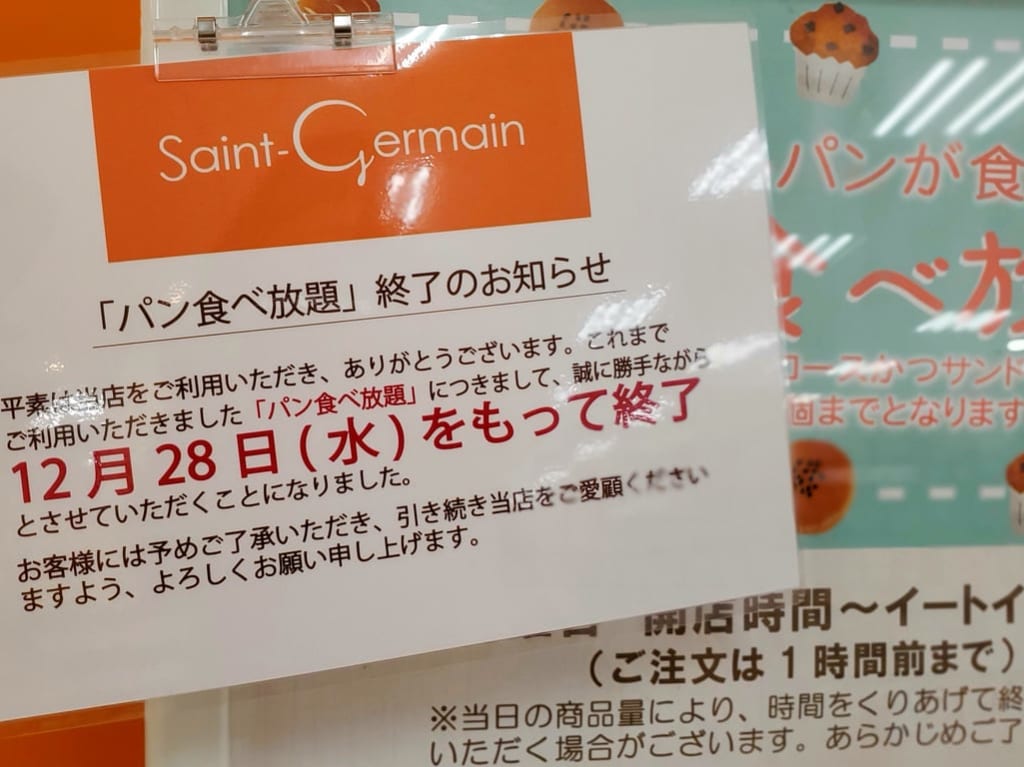 Saint-Germain
「パン食べ放題」終了のお知らせ
平素は当店をご利用いただき、ありがとうございます。これまで
ご利用いただきました「パン食べ放題」につきまして、誠に勝手ながら
12月28日(水)をもって終了
とさせていただくことになりました。
お客様には予めご了承いただき、引き続き当店をご愛顧ください
ますよう、よろしくお願い申し上げます。
パンが食
食べ放
ロースかつサンド
個までとなります
開店時間～イートイ
(ご注文は1時間前まで)
※当日の商品量により、時間をくりあげて終
いただく場合がございます。あらかじめご了